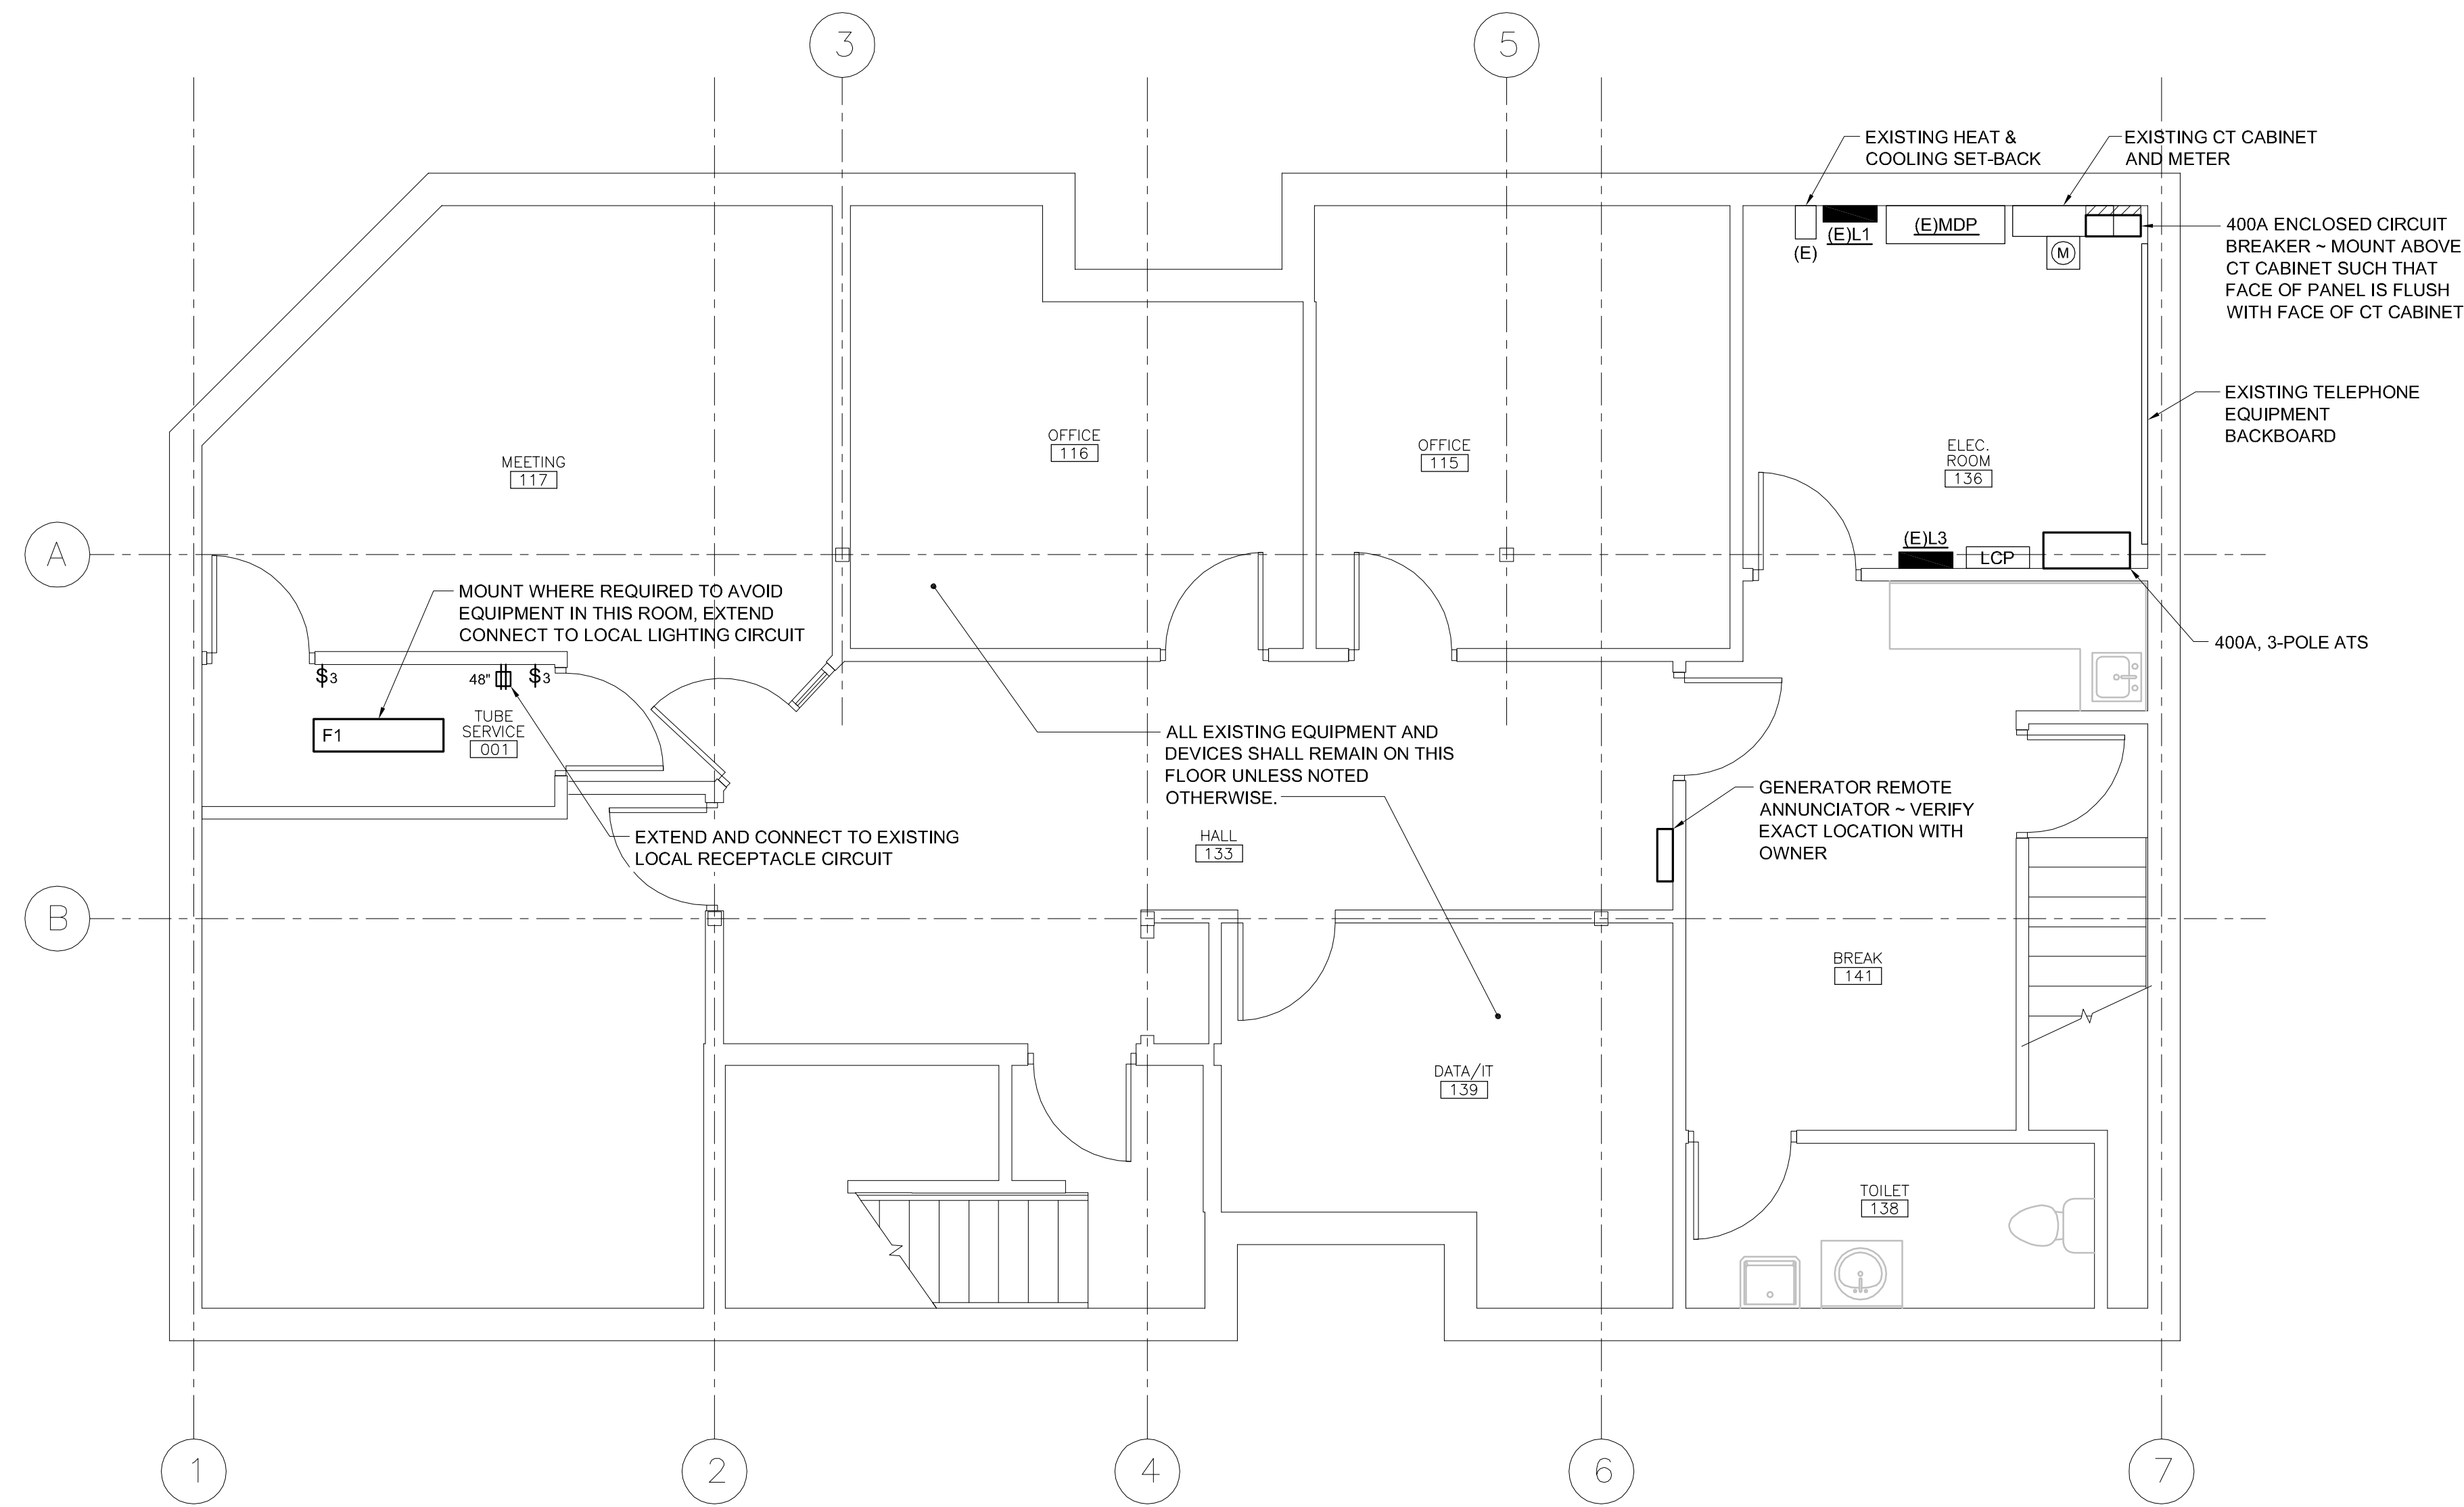 3
5
EXISTING HEAT &
COOLING SET-BACK
EXISTING CT CABINET
AND METER
(E)
(E)L1
(E)MDP
M
400A ENCLOSED CIRCUIT
BREAKER ~ MOUNT ABOVE
CT CABINET SUCH THAT
FACE OF PANEL IS FLUSH
WITH FACE OF CT CABINET
EXISTING TELEPHONE
EQUIPMENT
BACKBOARD
MEETING
117
OFFICE
116
OFFICE
115
ELEC.
ROOM
136
A
(E)L3
LCP
400A, 3-POLE ATS
MOUNT WHERE REQUIRED TO AVOID
EQUIPMENT IN THIS ROOM, EXTEND
CONNECT TO LOCAL LIGHTING CIRCUIT
$3
48"
$3
F1
TUBE
SERVICE
001
ALL EXISTING EQUIPMENT AND
DEVICES SHALL REMAIN ON THIS
FLOOR UNLESS NOTED
OTHERWISE.
GENERATOR REMOTE
ANNUNCIATOR ~ VERIFY
EXACT LOCATION WITH
OWNER
EXTEND AND CONNECT TO EXISTING
LOCAL RECEPTACLE CIRCUIT
HALL
133
B
BREAK
141
DATA/IT
139
TOILET
138
1
2
4
6
7